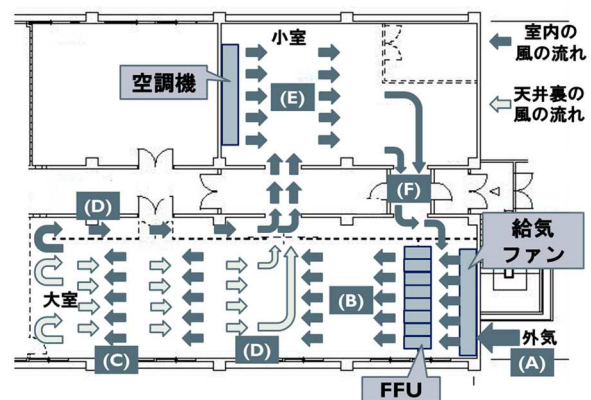 小室
室内の
風の流れ
空調機
(E)
天井裏の
風の流れ
(D)
(F)
給気
ファン
大室
(B)
(C)
(D)
外気
(A)
FFU